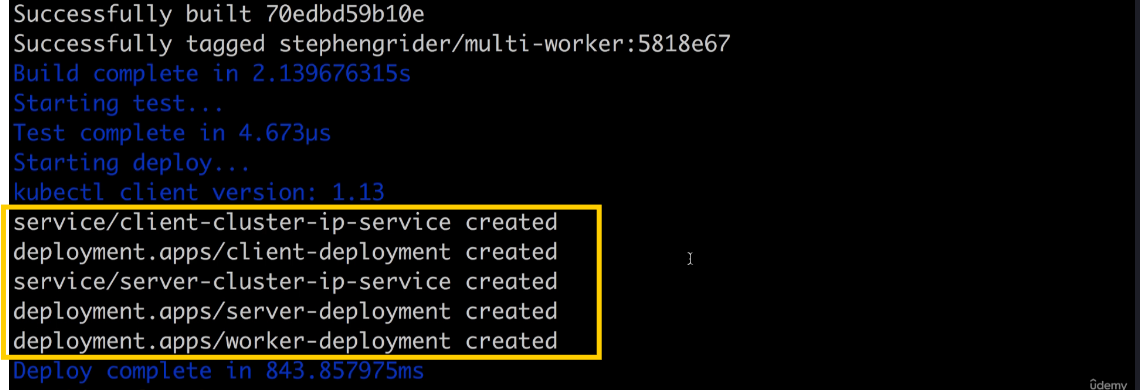 Successfully built 70edbd59b10e
Successfully tagged stephengrider/multi-worker:5818e67
Build complete in 2.139676315s
Starting test...
Test complete in 4.673µs
Starting deploy...
kubectl client version: 1.13
service/client-cluster-ip-service created
deployment.apps/client-deployment created
service/server-cluster-ip-service created
deployment.apps/server-deployment created
deployment.apps/worker-deployment created
Deploy complete in 843.857975ms
ûdemy